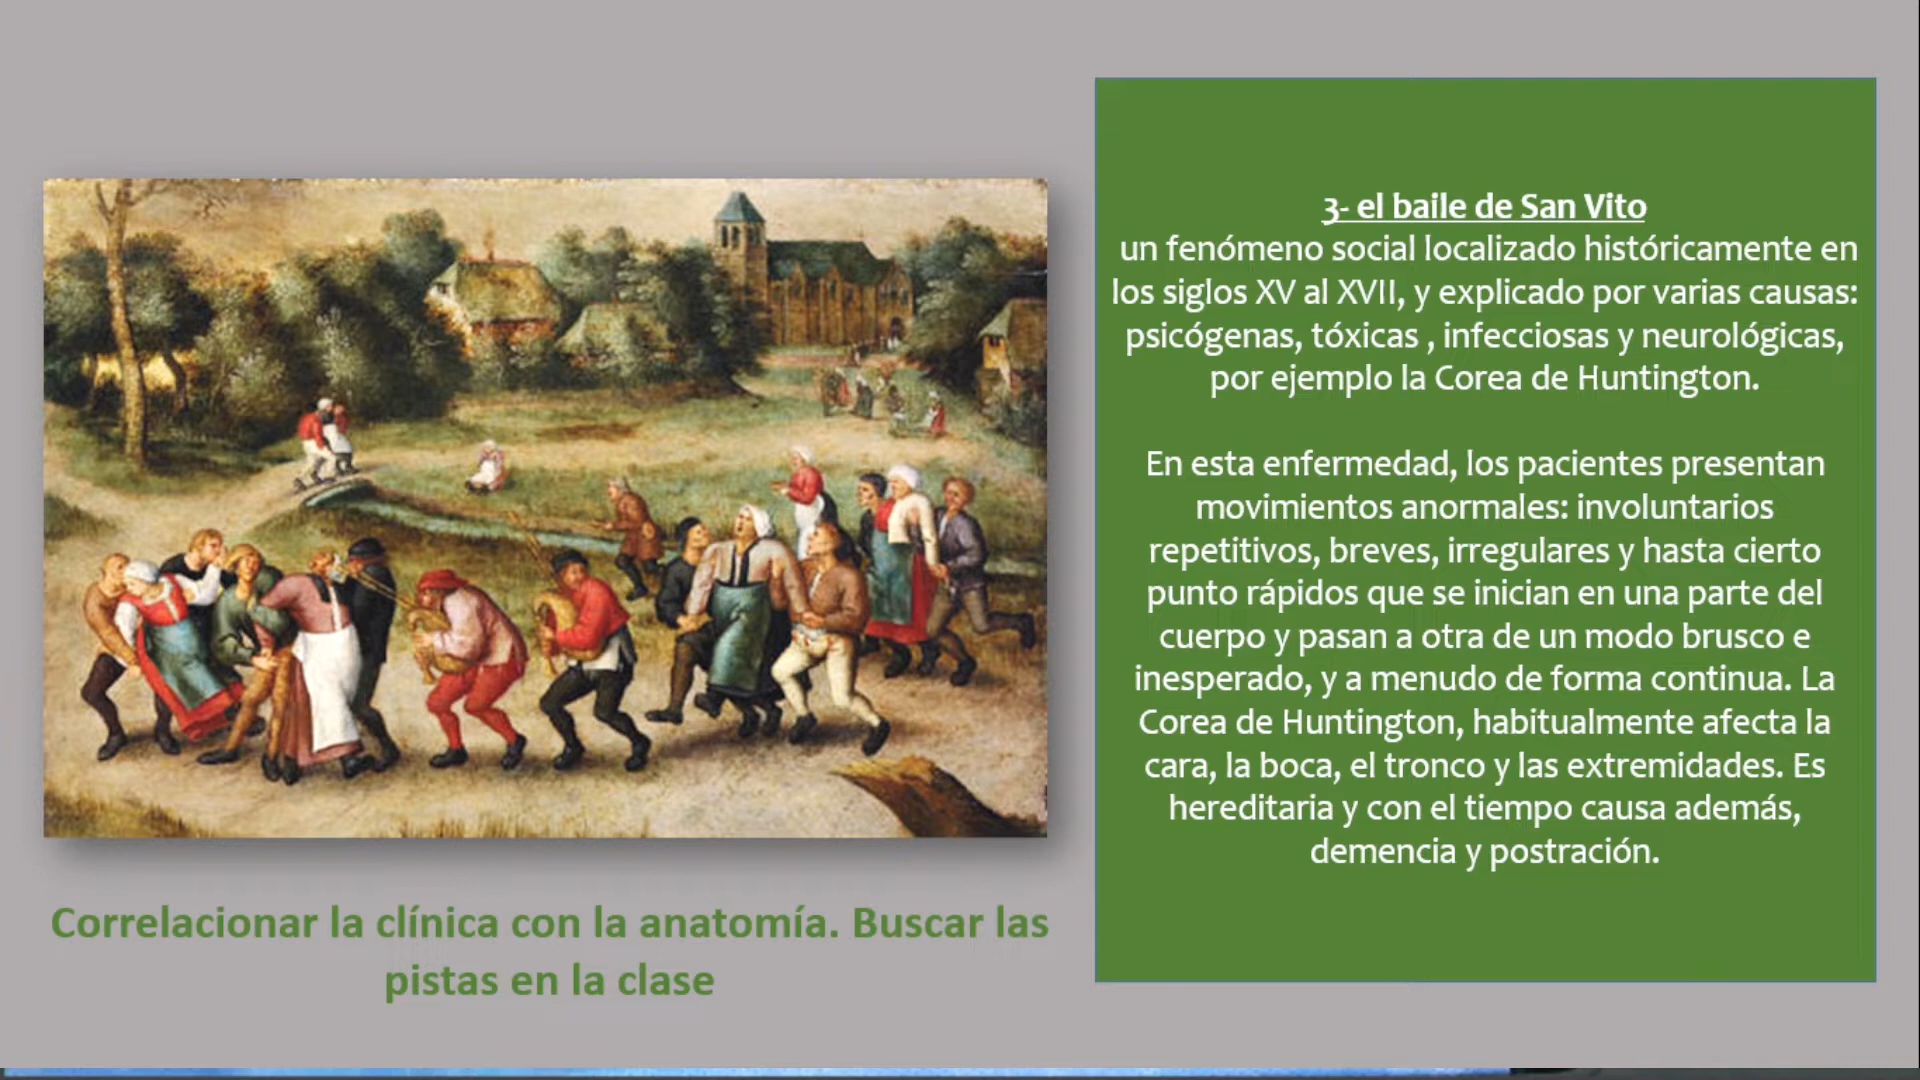 3- el baile de San Vito
un fenómeno social localizado históricamente en
los siglos XV al XVII, y explicado por varias causas:
psicógenas, tóxicas , infecciosas y neurológicas,
por ejemplo la Corea de Huntington.
En esta enfermedad, los pacientes presentan
movimientos anormales: involuntarios
repetitivos, breves, irregulares y hasta cierto
punto rápidos que se inician en una parte del
cuerpo y pasan a otra de un modo brusco e
inesperado, y a menudo de forma continua. La
Corea de Huntington, habitualmente afecta la
cara, la boca, el tronco y las extremidades. Es
hereditaria y con el tiempo causa además,
demencia y postración.
Correlacionar la clínica con la anatomía. Buscar las
pistas en la clase